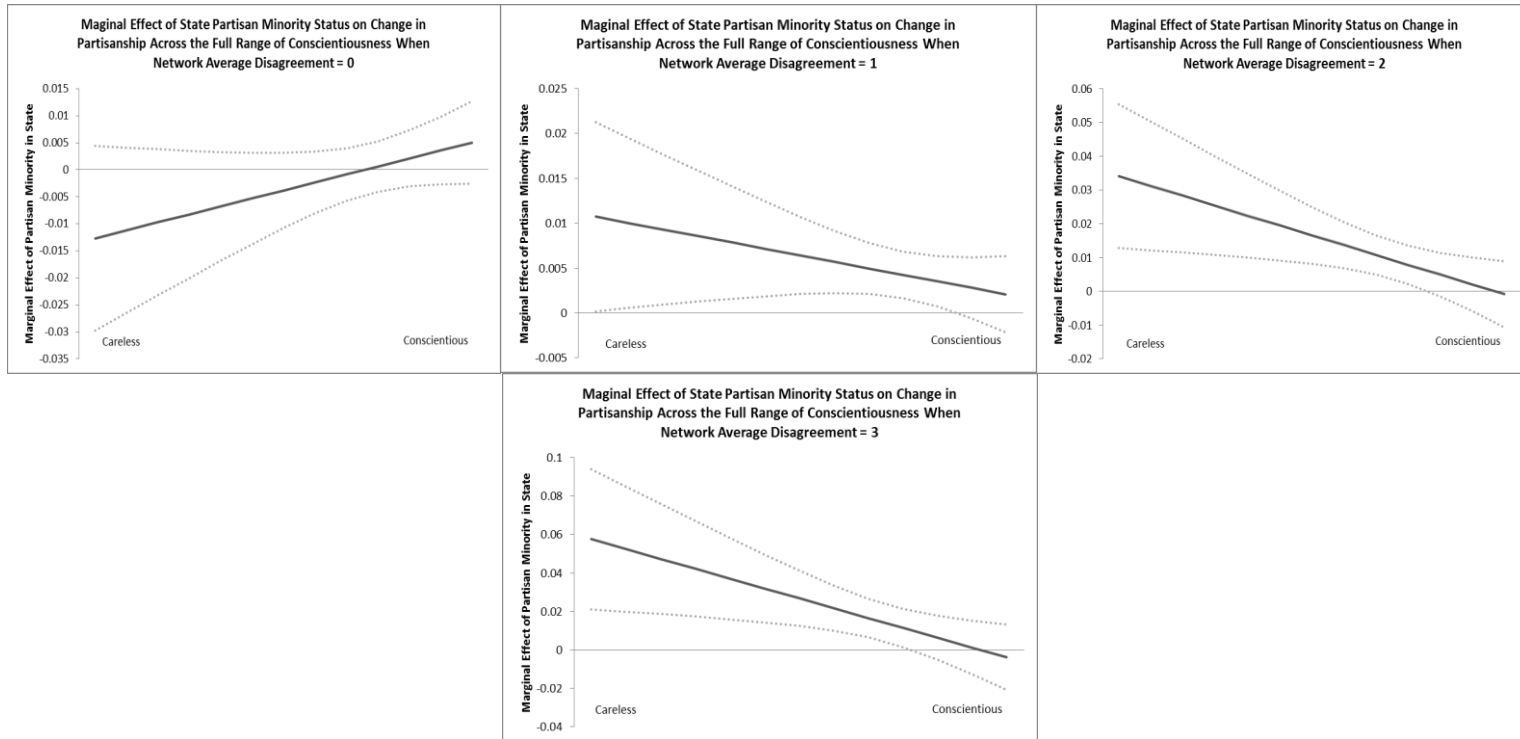 Maginal Effect of State Partisan Minority Status on Change in
Partisanship Across the Full Range of Conscientiousness When
Network Average Disagreement = 0
Marginal Effect of Partisan Minority in State
0.015
0.01
0.005
0
-0.005
-0.01
-0.015
-0.02
-0.025
-0.03
-0.035
Careless
Conscientious
Maginal Effect of State Partisan Minority Status on Change in
Partisanship Across the Full Range of Conscientiousness When
Network Average Disagreement = 1
Marginal Effect of Partisan Minority in State
0.025
0.02
0.015
0.01
0.005
0
-0.005
Careless
Conscientious
Maginal Effect of State Partisan Minority Status on Change in
Partisanship Across the Full Range of Conscientiousness When
Network Average Disagreement = 2
Marginal Effect of Partisan Minority in State
0.06
0.05
0.04
0.03
0.02
0.01
0
-0.01
-0.02
Careless
Conscientious
Maginal Effect of State Partisan Minority Status on Change in
Partisanship Across the Full Range of Conscientiousness When
Network Average Disagreement = 3
Marginal Effect of Partisan Minority in State
0.1
0.08
0.06
0.04
0.02
0
-0.02
-0.04
Careless
Conscientious